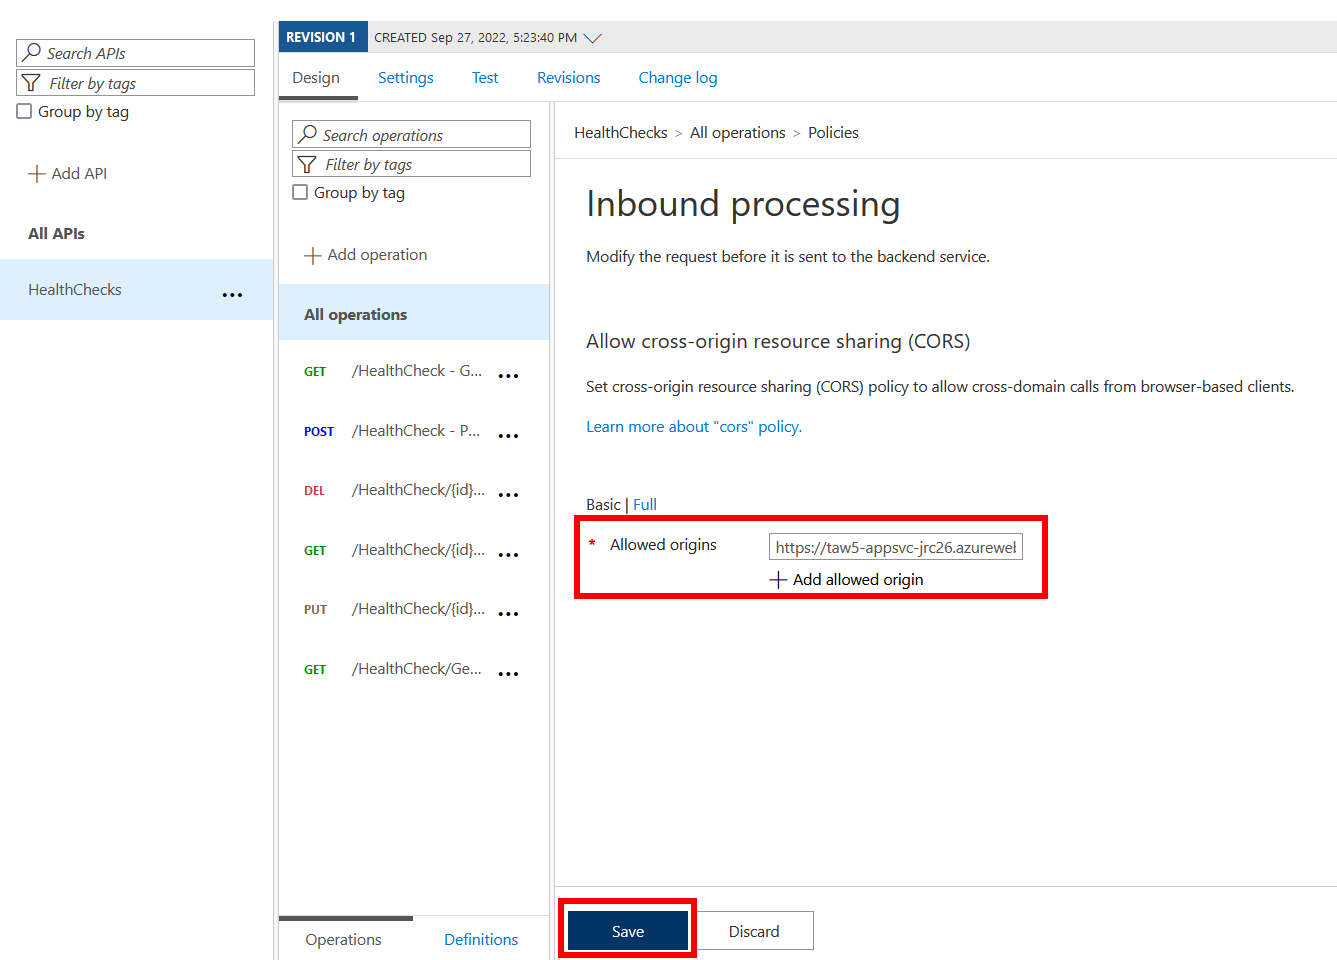 REVISION 1 CREATED Sep 27, 2022, 5:23:40 PM
Search APIs
Filter by tags
Group by tag
Add API
All APIs
HealthChecks ...
Design Settings Test Revisions Change log
Search operations
Filter by tags
Group by tag
Add operation
All operations
GET /HealthCheck - G... ...
POST /HealthCheck - P... ...
DEL /HealthCheck/{id}... ...
GET /HealthCheck/{id}... ...
PUT /HealthCheck/{id}... ...
GET /HealthCheck/Ge... ...
Operations Definitions
HealthChecks > All operations > Policies
Inbound processing
Modify the request before it is sent to the backend service.
Allow cross-origin resource sharing (CORS)
Set cross-origin resource sharing (CORS) policy to allow cross-domain calls from browser-based clients.
Learn more about "cors" policy.
Basic | Full
* Allowed origins https://taw5-appsvc-jrc26.azureweb
Add allowed origin
Save Discard